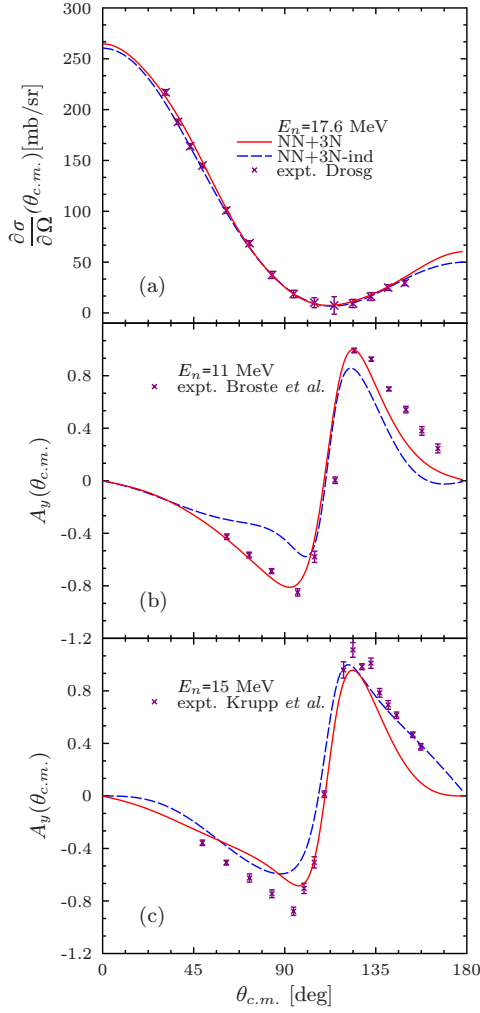 300
250
200
150
100
50
0
∂σ/∂Ω(θc.m.)[mb/sr]
En=17.6 MeV
NN+3N
NN+3N-ind
expt. Drosg
(a)
0.8
0.4
0
-0.4
-0.8
Ay(θc.m.)
En=11 MeV
expt. Broste et al.
(b)
-1.2
0.8
0.4
0
-0.4
-0.8
-1.2
Ay(θc.m.)
En=15 MeV
expt. Krupp et al.
(c)
0 45 90 135 180
θc.m. [deg]